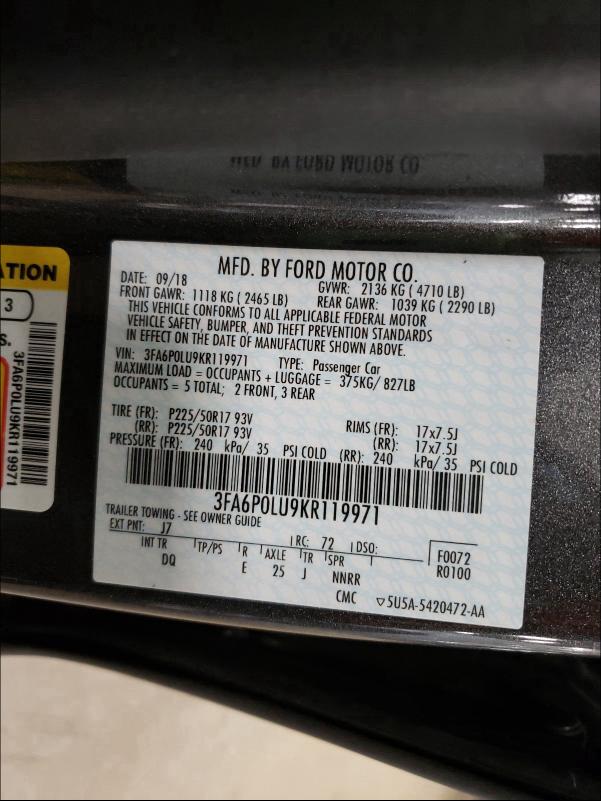 MFD. BY FORD MOTOR CO.
ATION
3
S.
3FA6P0LU9KR119971
MFD. BY FORD MOTOR CO.
DATE: 09/18 GVWR: 2136 KG ( 4710 LB)
FRONT GAWR: 1118 KG ( 2465 LB) REAR GAWR: 1039 KG ( 2290 LB)
THIS VEHICLE CONFORMS TO ALL APPLICABLE FEDERAL MOTOR
VEHICLE SAFETY, BUMPER, AND THEFT PREVENTION STANDARDS
IN EFFECT ON THE DATE OF MANUFACTURE SHOWN ABOVE.
VIN: 3FA6P0LU9KR119971 TYPE: Passenger Car
MAXIMUM LOAD = OCCUPANTS + LUGGAGE = 375KG/ 827LB
OCCUPANTS = 5 TOTAL; 2 FRONT, 3 REAR
TIRE (FR): P225/50R17 93V RIMS (FR): 17x7.5J
(RR): P225/50R17 93V (RR): 17x7.5J
PRESSURE (FR): 240 kPa/ 35 PSI COLD (RR): 240 kPa/ 35 PSI COLD
3FA6P0LU9KR119971
TRAILER TOWING - SEE OWNER GUIDE
EXT PNT: J7 RC: 72 DSO: F0072
INT TR TP/PS R AXLE TR SPR R0100
DQ E 25 J NNRR
CMC ▽5U5A-5420472-AA